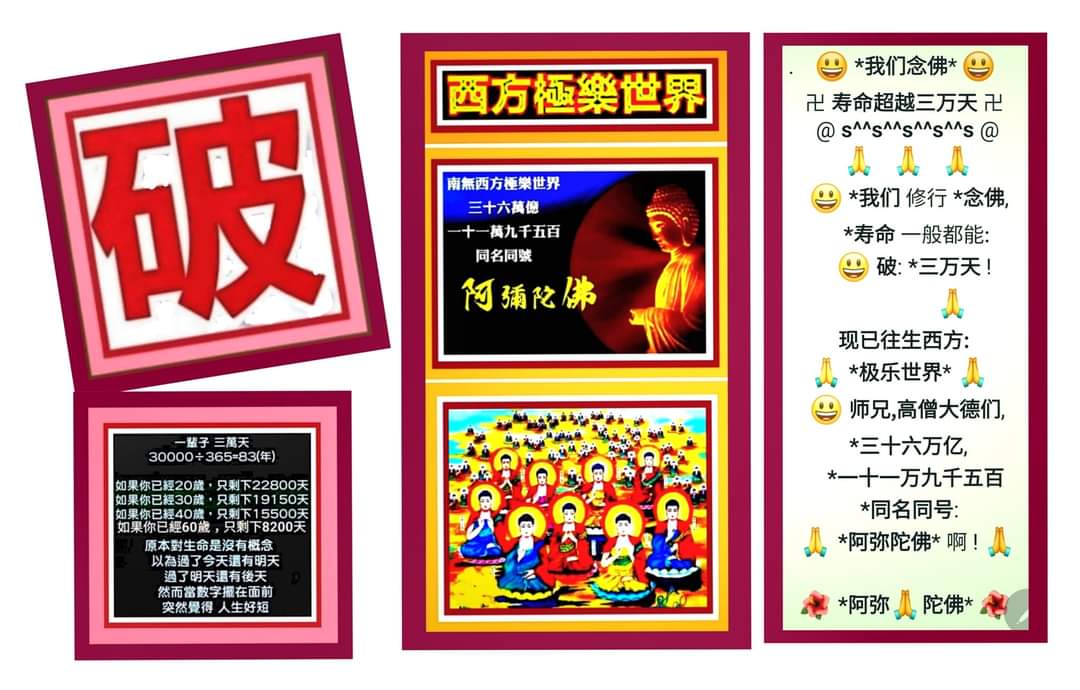 破
一輩子 三萬天
30000÷365=83(年)
如果你已經20歲，只剩下22800天
如果你已經30歲，只剩下19150天
如果你已經40歲，只剩下15500天
如果你已經60歲，只剩下8200天
原本對生命是沒有概念
以為過了今天還有明天
過了明天還有後天
然而當數字擺在面前
突然覺得 人生好短
西方極樂世界
南無西方極樂世界
三十六萬億
一十一萬九千五百
同名同號
阿彌陀佛
. 😃 *我们念佛* 😃
卍 寿命超越三万天 卍
@ s^^s^^s^^s^^s @
🙏 🙏 🙏
😃 *我们 修行 *念佛,
*寿命 一般都能:
😃 破: *三万天 !
🙏
现已往生西方:
🙏 *极乐世界* 🙏
😃 师兄,高僧大德们,
*三十六万亿,
*一十一万九千五百
*同名同号:
🙏 *阿弥陀佛* 啊 ! 🙏
🌺 *阿弥 🙏 陀佛* 🌺